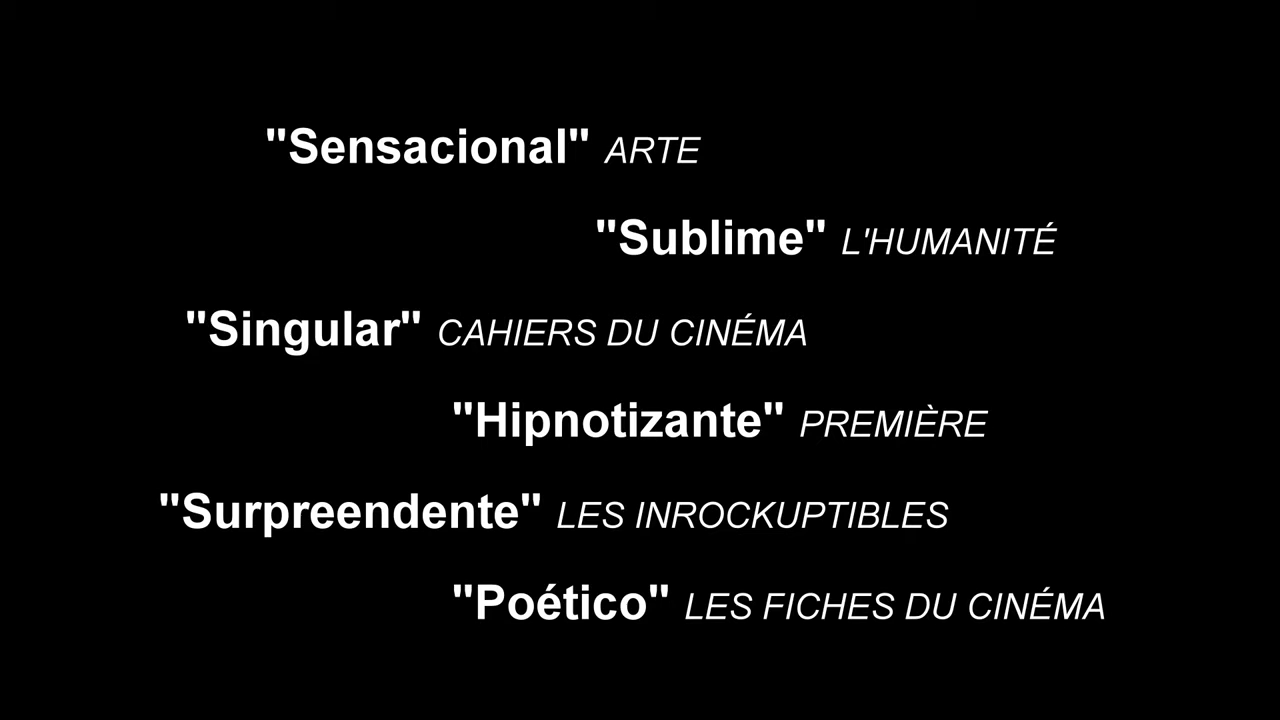 "Sensacional" ARTE
"Sublime" L'HUMANITÉ
"Singular" CAHIERS DU CINÉMA
"Hipnotizante" PREMIÈRE
"Surpreendente" LES INROCKUPTIBLES
"Poético" LES FICHES DU CINÉMA